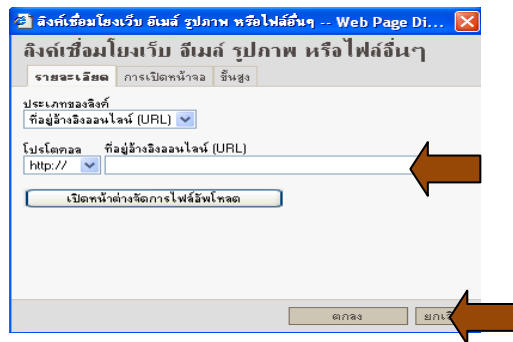 ลิงค์เชื่อมโยงเว็บ อีเมล์ รูปภาพ หรือไฟล์อื่นๆ -- Web Page Di...
ลิงค์เชื่อมโยงเว็บ อีเมล์ รูปภาพ หรือไฟล์อื่นๆ
รายละเอียด การเปิดหน้าจอ ขั้นสูง
ประเภทของลิงค์
ที่อยู่อ้างอิงออนไลน์ (URL)
โปรโตคอล ที่อยู่อ้างอิงออนไลน์ (URL)
http://
เปิดหน้าต่างจัดการไฟล์อัพโหลด
ตกลง